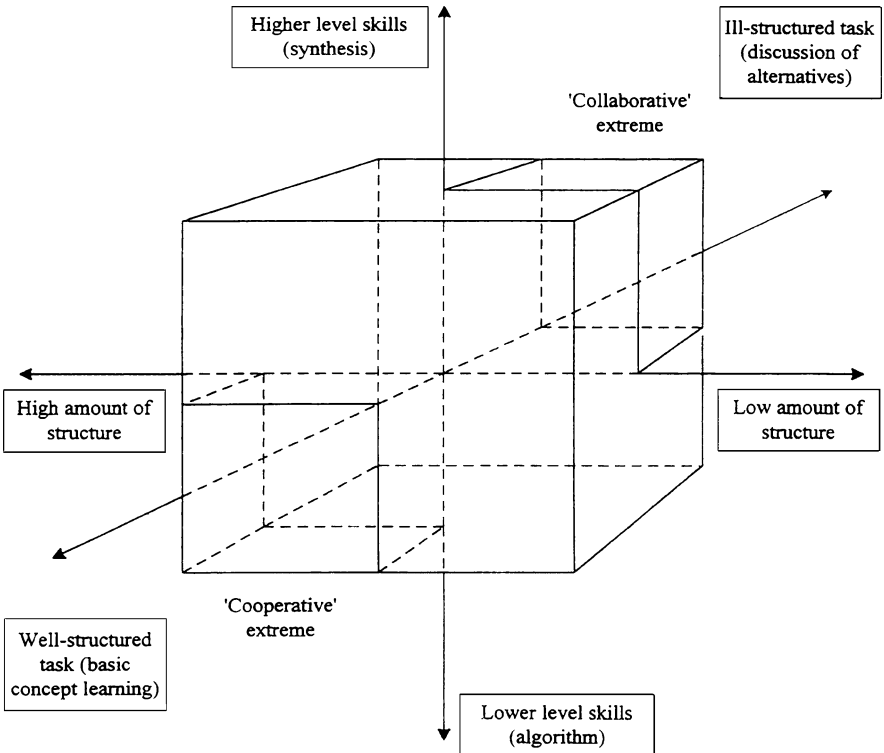 Higher level skills
(synthesis)
Ill-structured task
(discussion of
alternatives)
'Collaborative'
extreme
High amount of
structure
Low amount of
structure
'Cooperative'
extreme
Well-structured
task (basic
concept learning)
Lower level skills
(algorithm)